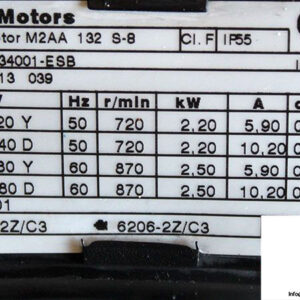 Motors
tor M2AA 132 S-8 Cl. F IP55
34001-ESB
13 039
V Hz r/min kW A
20 Y 50 720 2,20 5,90
40 D 50 720 2,20 10,20
80 Y 60 870 2,50 5,90
80 D 60 870 2,50 10,20
01
2Z/C3 6206-2Z/C3